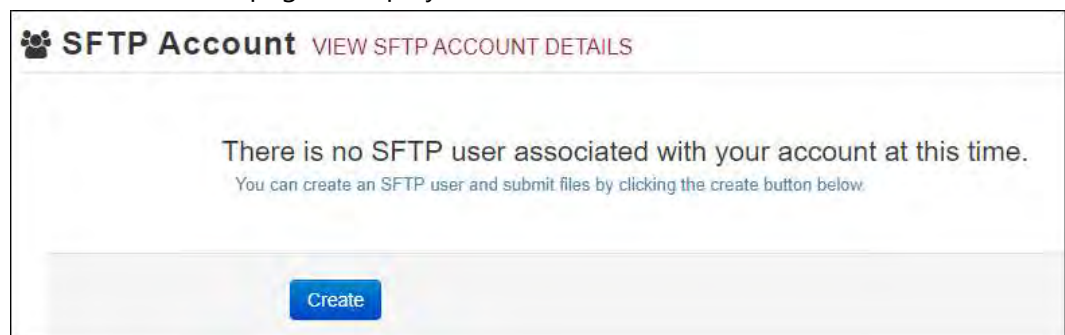 SFTP Account VIEW SFTP ACCOUNT DETAILS
There is no SFTP user associated with your account at this time.
You can create an SFTP user and submit files by clicking the create button below.
Create